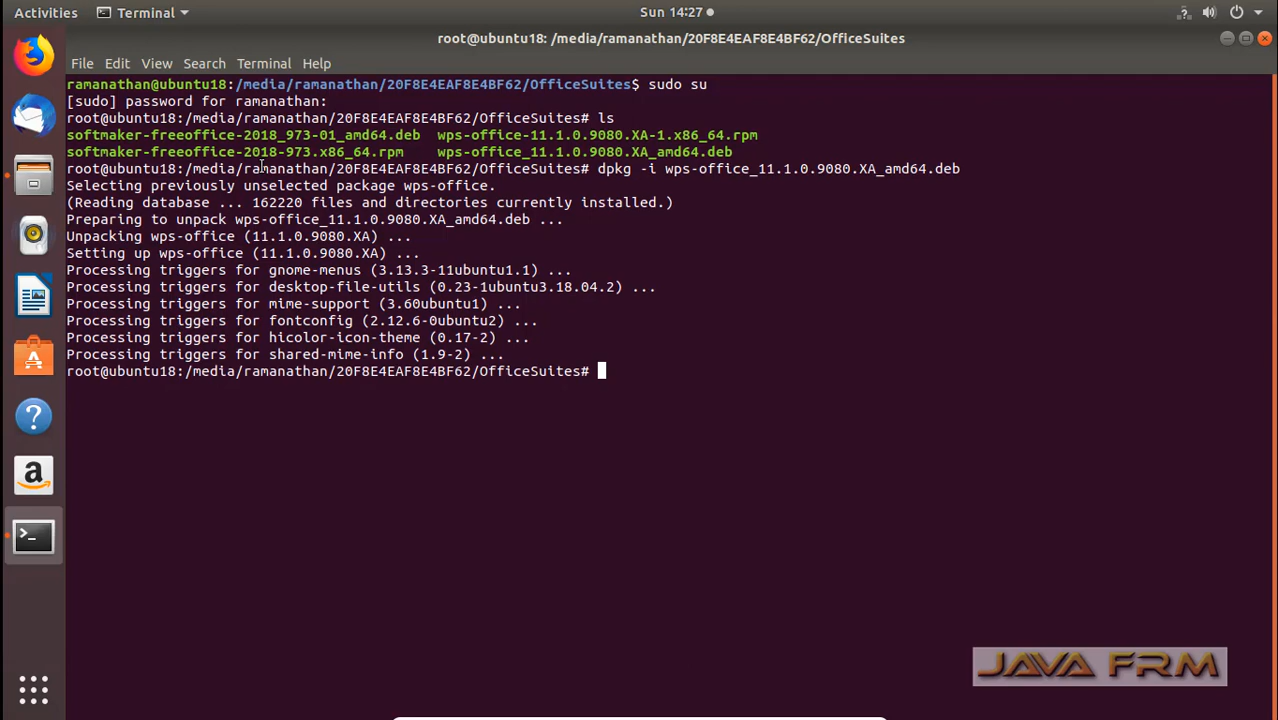 Activities
Terminal
Sun 14:27
root@ubuntu18: /media/ramanathan/20F8E4EAF8E4BF62/OfficeSuites
File Edit View Search Terminal Help
ramanathan@ubuntu18:/media/ramanathan/20F8E4EAF8E4BF62/OfficeSuites$ sudo su
[sudo] password for ramanathan:
root@ubuntu18:/media/ramanathan/20F8E4EAF8E4BF62/OfficeSuites# ls
softmaker-freeoffice-2018_973-01_amd64.deb wps-office-11.1.0.9080.XA-1.x86_64.rpm
softmaker-freeoffice-2018-973.x86_64.rpm wps-office_11.1.0.9080.XA_amd64.deb
root@ubuntu18:/media/ramanathan/20F8E4EAF8E4BF62/OfficeSuites# dpkg -i wps-office_11.1.0.9080.XA_amd64.deb
Selecting previously unselected package wps-office.
(Reading database ... 162220 files and directories currently installed.)
Preparing to unpack wps-office_11.1.0.9080.XA_amd64.deb ...
Unpacking wps-office (11.1.0.9080.XA) ...
Setting up wps-office (11.1.0.9080.XA) ...
Processing triggers for gnome-menus (3.13.3-11ubuntu1.1) ...
Processing triggers for desktop-file-utils (0.23-1ubuntu3.18.04.2) ...
Processing triggers for mime-support (3.60ubuntu1) ...
Processing triggers for fontconfig (2.12.6-0ubuntu2) ...
Processing triggers for hicolor-icon-theme (0.17-2) ...
Processing triggers for shared-mime-info (1.9-2) ...
root@ubuntu18:/media/ramanathan/20F8E4EAF8E4BF62/OfficeSuites#
JAVA FRM